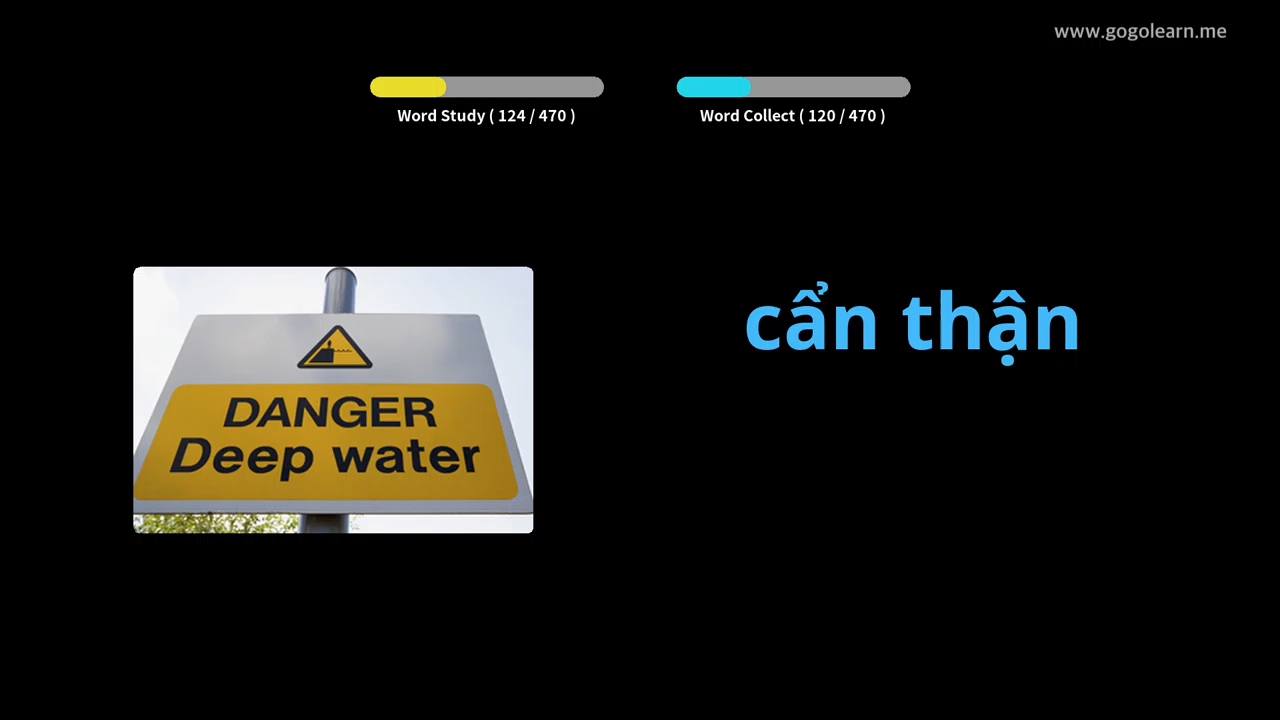 www.gogolearn.me
Word Study ( 124 / 470 )
Word Collect ( 120 / 470 )
cẩn thận
DANGER
Deep water